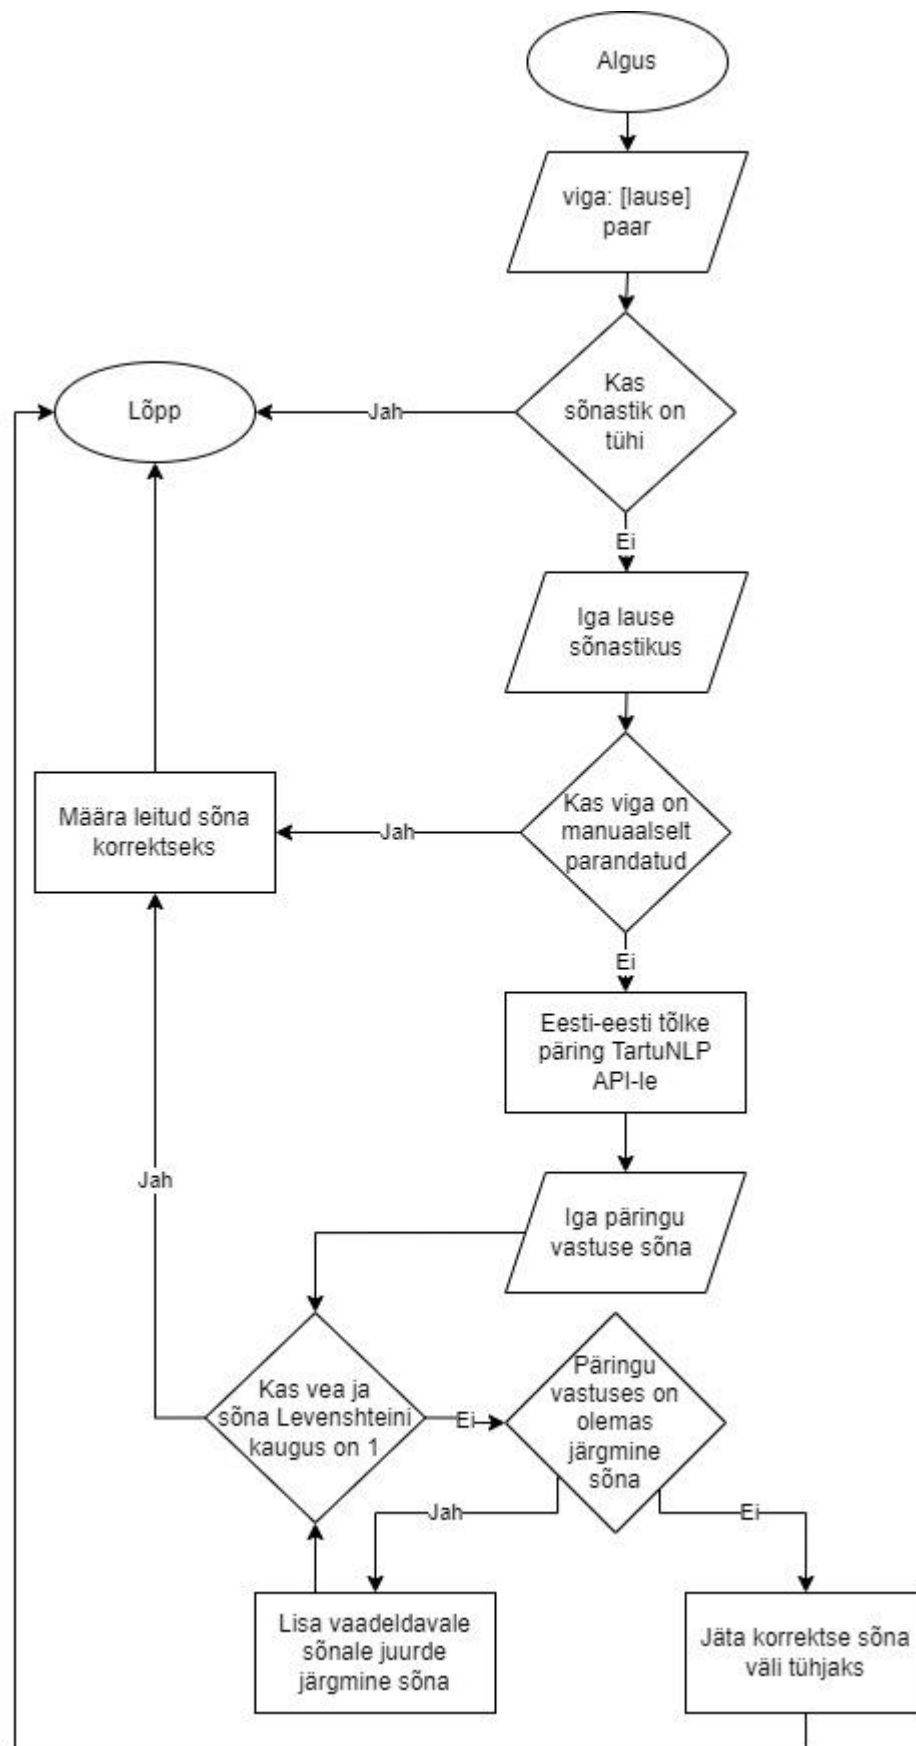 Algus
viga: [lause]
paar
Kas
sõnastik on
tühi
Jah
Lõpp
Ei
Iga lause
sõnastikus
Kas viga on
manuaalselt
parandatud
Jah
Määra leitud sõna
korrektseks
Ei
Eesti-eesti tõlke
päring TartuNLP
API-le
Iga päringu
vastuse sõna
Jah
Kas vea ja
sõna Levenshteini
kaugus on 1
Ei
Päringu
vastuses on
olemas
järgmine
sõna
Jah
Ei
Lisa vaadeldavale
sõnale juurde
järgmine sõna
Jäta korrektse sõna
väli tühjaks